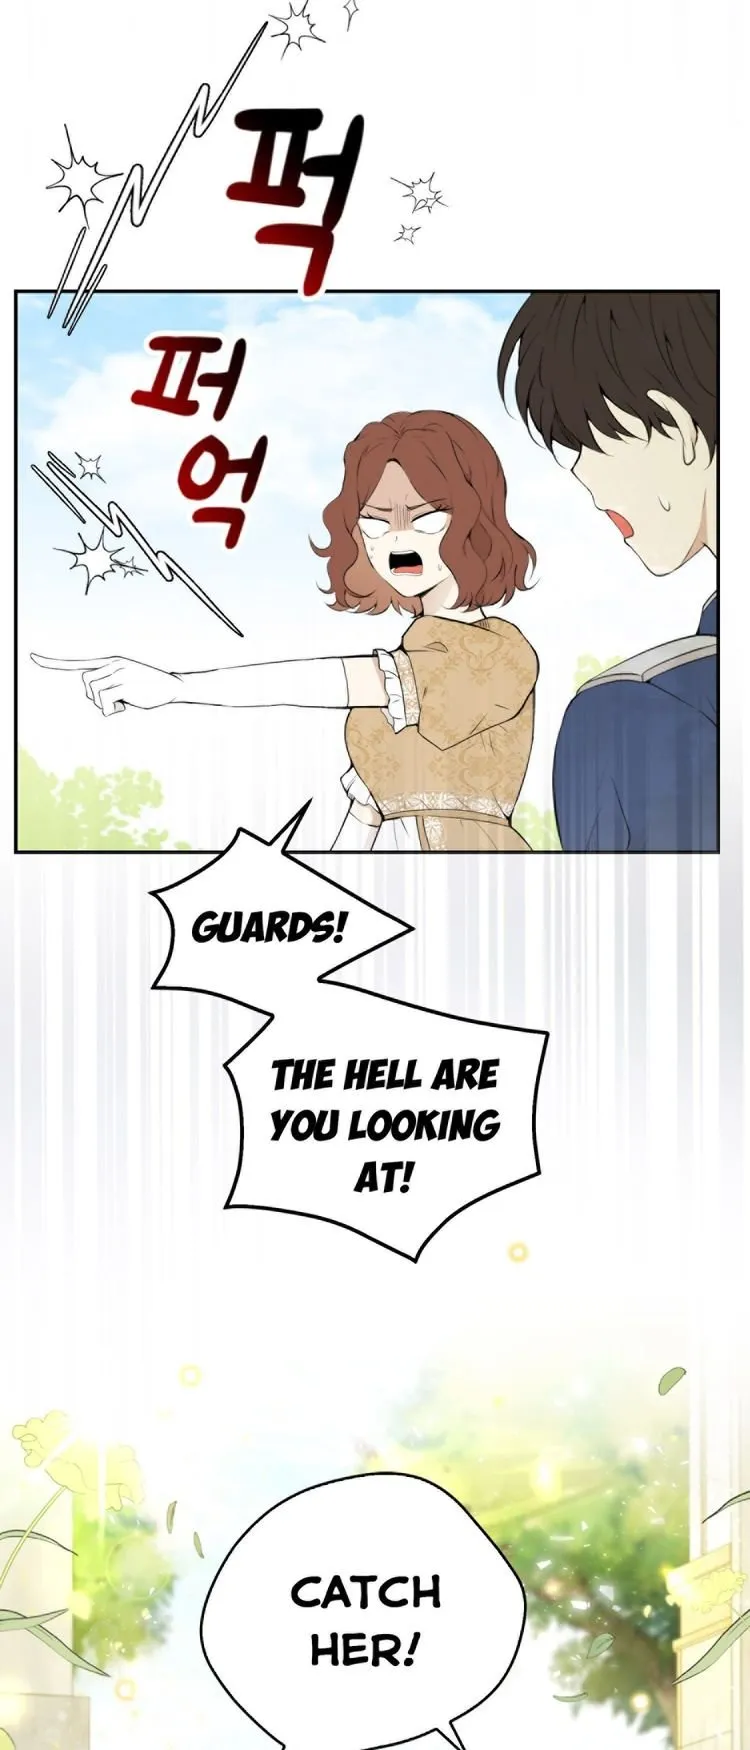 퍽
퍼
억
GUARDS!
THE HELL ARE
YOU LOOKING
AT!
CATCH
HER!